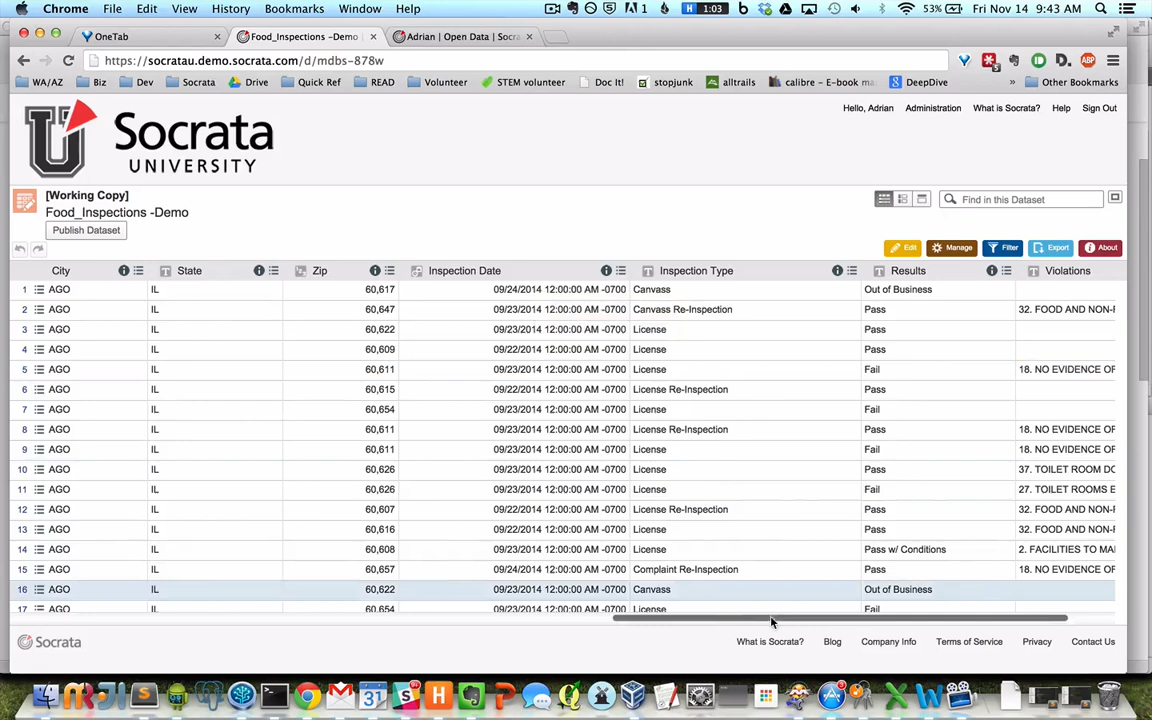 Chrome File Edit View Socrata History Bookmarks Window Help 1 1:03 53% Fri Nov 14 9:43 AM
OneTab Food_Inspections -Demo Adrian | Open Data | Socra
https://socratau.demo.socrata.com/d/mdbs-878w
WA/AZ Biz Dev Socrata Drive Quick Ref READ Volunteer STEM volunteer Doc It! stopjunk alltrails calibre – E-book ma DeepDive » Other Bookmarks
Hello, Adrian Administration What is Socrata? Help Sign Out
Socrata
UNIVERSITY
[Working Copy]
Food_Inspections -Demo
Find in this Dataset
Publish Dataset
Edit Manage Filter Export About
City State Zip Inspection Date Inspection Type Results Violations
1 AGO IL 60,617 09/24/2014 12:00:00 AM -0700 Canvass Out of Business
2 AGO IL 60,647 09/23/2014 12:00:00 AM -0700 Canvass Re-Inspection Pass 32. FOOD AND NON-F
3 AGO IL 60,622 09/23/2014 12:00:00 AM -0700 License Pass
4 AGO IL 60,609 09/22/2014 12:00:00 AM -0700 License Pass
5 AGO IL 60,611 09/23/2014 12:00:00 AM -0700 License Fail 18. NO EVIDENCE OF
6 AGO IL 60,615 09/22/2014 12:00:00 AM -0700 License Re-Inspection Pass
7 AGO IL 60,654 09/23/2014 12:00:00 AM -0700 License Fail
8 AGO IL 60,611 09/23/2014 12:00:00 AM -0700 License Re-Inspection Pass 18. NO EVIDENCE OF
9 AGO IL 60,611 09/23/2014 12:00:00 AM -0700 License Fail 18. NO EVIDENCE OF
10 AGO IL 60,626 09/23/2014 12:00:00 AM -0700 License Pass 37. TOILET ROOM DO
11 AGO IL 60,626 09/23/2014 12:00:00 AM -0700 License Fail 27. TOILET ROOMS E
12 AGO IL 60,607 09/22/2014 12:00:00 AM -0700 License Re-Inspection Pass 32. FOOD AND NON-F
13 AGO IL 60,616 09/22/2014 12:00:00 AM -0700 License Pass 32. FOOD AND NON-F
14 AGO IL 60,608 09/23/2014 12:00:00 AM -0700 License Pass w/ Conditions 2. FACILITIES TO MAI
15 AGO IL 60,657 09/24/2014 12:00:00 AM -0700 Complaint Re-Inspection Pass 18. NO EVIDENCE OF
16 AGO IL 60,622 09/23/2014 12:00:00 AM -0700 Canvass Out of Business
17 AGO IL 60,654 09/23/2014 12:00:00 AM -0700 License Fail
Socrata What is Socrata? Blog Company Info Terms of Service Privacy Contact Us